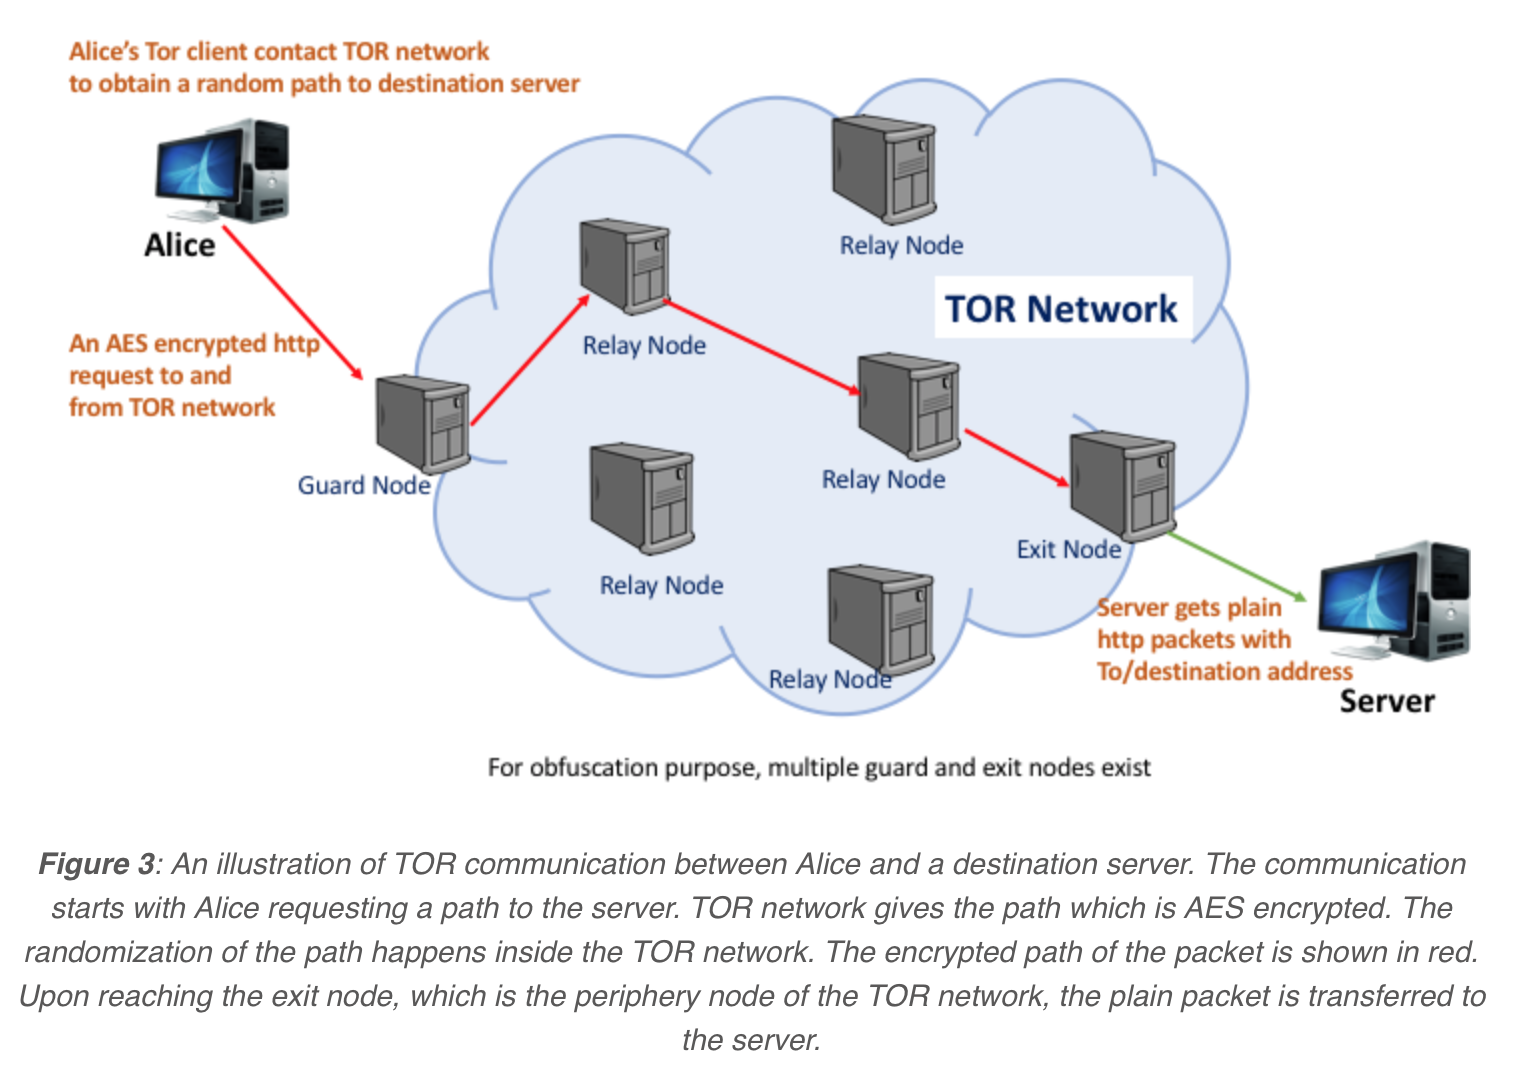 Alice's Tor client contact TOR network
to obtain a random path to destination server
Alice
Relay Node
TOR Network
An AES encrypted http
request to and
from TOR network
Relay Node
Guard Node
Relay Node
Exit Node
Relay Node
Server gets plain
http packets with
To/destination address
Relay Node
Server
For obfuscation purpose, multiple guard and exit nodes exist
Figure 3: An illustration of TOR communication between Alice and a destination server. The communication
starts with Alice requesting a path to the server. TOR network gives the path which is AES encrypted. The
randomization of the path happens inside the TOR network. The encrypted path of the packet is shown in red.
Upon reaching the exit node, which is the periphery node of the TOR network, the plain packet is transferred to
the server.